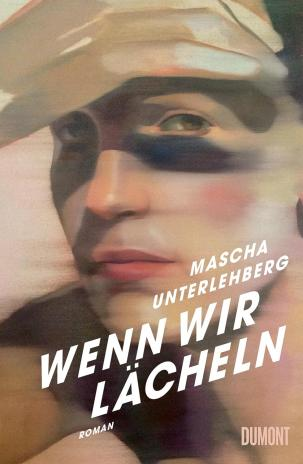 MASCHA
UNTERLEHBERG
WENN WIR
LÄCHELN
ROMAN
DUMONT